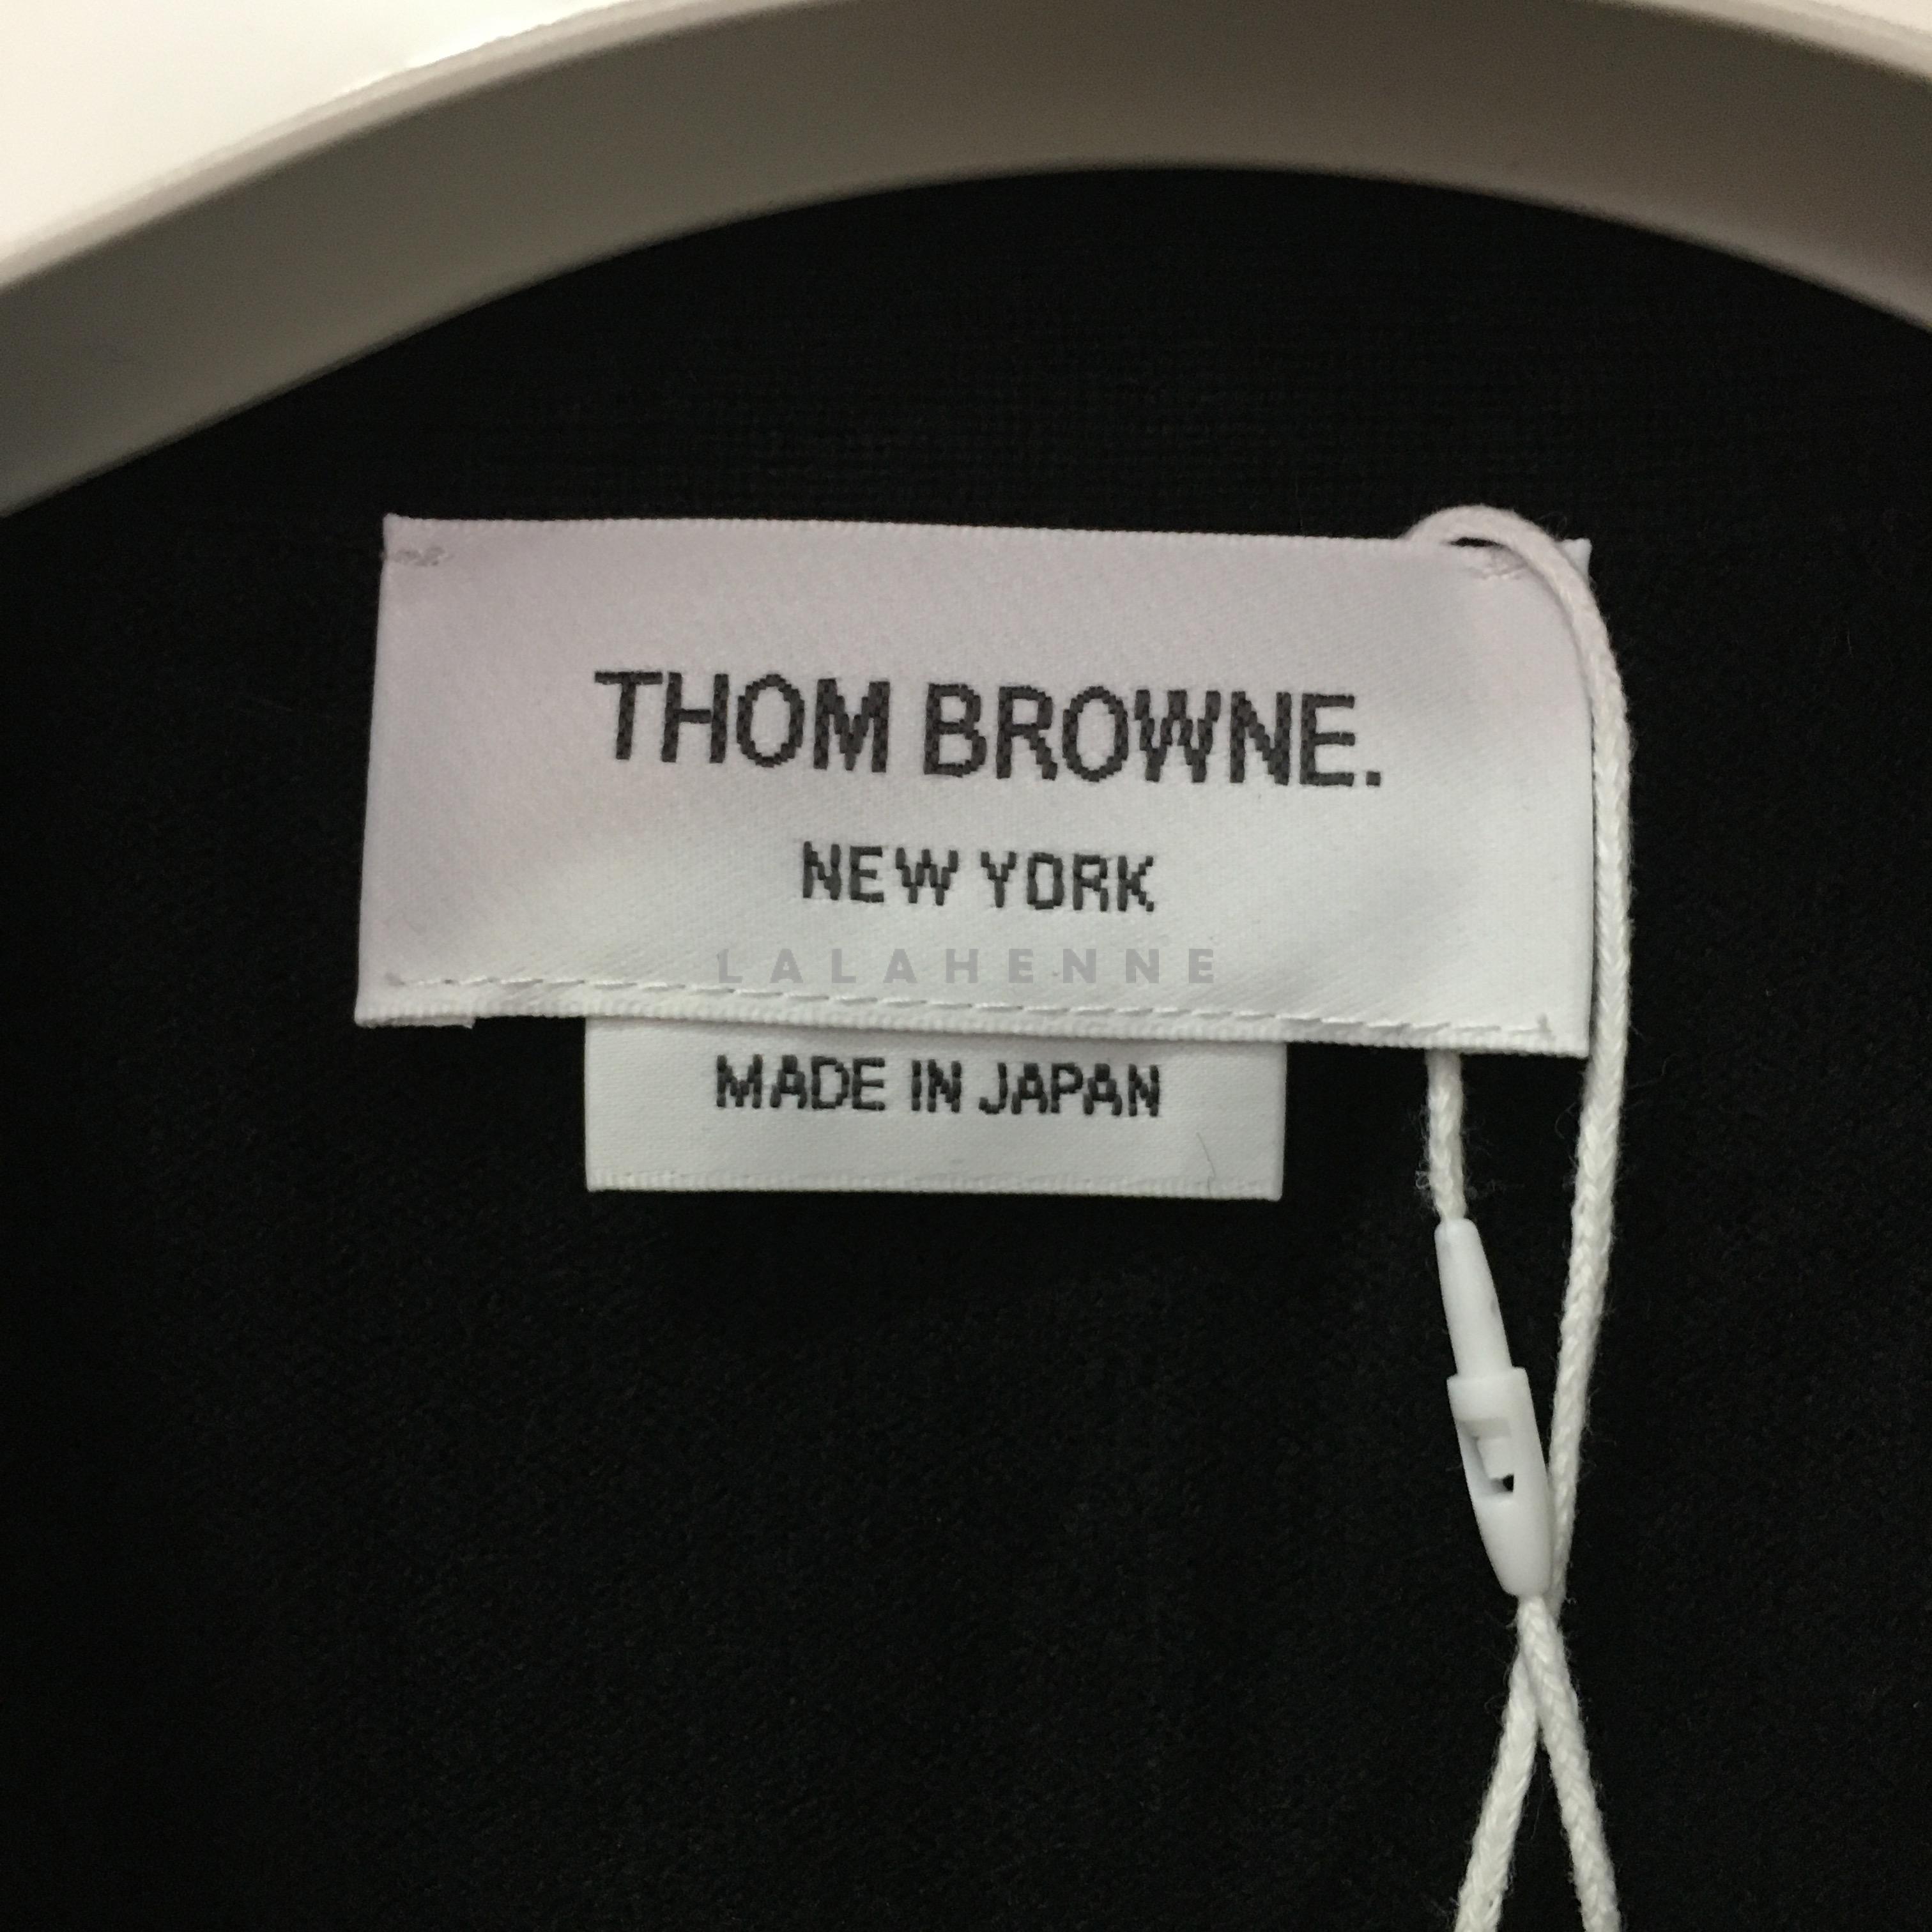 THOM BROWNE.
NEW YORK
LALAHENNE
MADE IN JAPAN